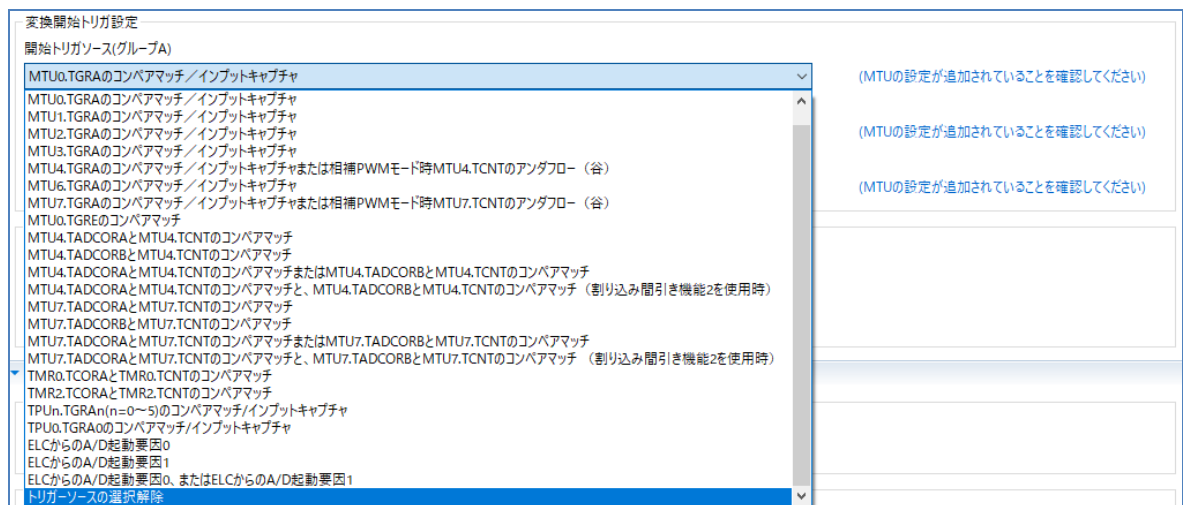 変換開始トリガ設定
開始トリガソース(グループA)
MTU0.TGRAのコンペアマッチ／インプットキャプチャ
(MTUの設定が追加されていることを確認してください)
MTU0.TGRAのコンペアマッチ／インプットキャプチャ
MTU1.TGRAのコンペアマッチ／インプットキャプチャ
MTU2.TGRAのコンペアマッチ／インプットキャプチャ
(MTUの設定が追加されていることを確認してください)
MTU3.TGRAのコンペアマッチ／インプットキャプチャ
MTU4.TGRAのコンペアマッチ／インプットキャプチャまたは相補PWMモード時MTU4.TCNTのアンダフロー（谷）
MTU6.TGRAのコンペアマッチ／インプットキャプチャ
(MTUの設定が追加されていることを確認してください)
MTU7.TGRAのコンペアマッチ／インプットキャプチャまたは相補PWMモード時MTU7.TCNTのアンダフロー（谷）
MTU0.TGREのコンペアマッチ
MTU4.TADCORAとMTU4.TCNTのコンペアマッチ
MTU4.TADCORBとMTU4.TCNTのコンペアマッチ
MTU4.TADCORAとMTU4.TCNTのコンペアマッチまたはMTU4.TADCORBとMTU4.TCNTのコンペアマッチ
MTU4.TADCORAとMTU4.TCNTのコンペアマッチと、MTU4.TADCORBとMTU4.TCNTのコンペアマッチ（割り込み間引き機能2を使用時）
MTU7.TADCORAとMTU7.TCNTのコンペアマッチ
MTU7.TADCORBとMTU7.TCNTのコンペアマッチ
MTU7.TADCORAとMTU7.TCNTのコンペアマッチまたはMTU7.TADCORBとMTU7.TCNTのコンペアマッチ
MTU7.TADCORAとMTU7.TCNTのコンペアマッチと、MTU7.TADCORBとMTU7.TCNTのコンペアマッチ （割り込み間引き機能2を使用時）
TMR0.TCORAとTMR0.TCNTのコンペアマッチ
TMR2.TCORAとTMR2.TCNTのコンペアマッチ
TPUn.TGRAn(n=0～5)のコンペアマッチ/インプットキャプチャ
TPU0.TGRA0のコンペアマッチ/インプットキャプチャ
ELCからのA/D起動要因0
ELCからのA/D起動要因1
ELCからのA/D起動要因0、またはELCからのA/D起動要因1
トリガーソースの選択解除